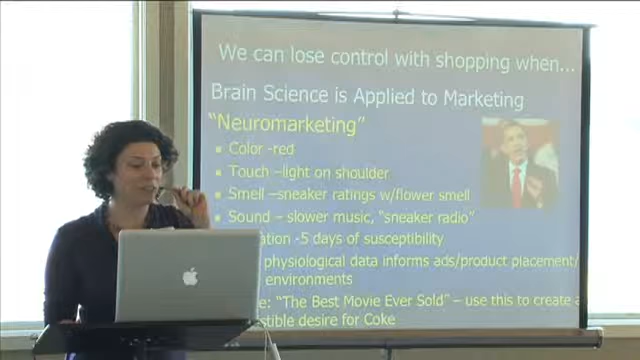 We can lose control with shopping when...
Brain Science is Applied to Marketing
"Neuromarketing"
Color -red
Touch –light on shoulder
Smell –sneaker ratings w/flower smell
Sound – slower music, "sneaker radio"
ation -5 days of susceptibility
physiological data informs ads/product placement/
environments
e: "The Best Movie Ever Sold" – use this to create a
stible desire for Coke